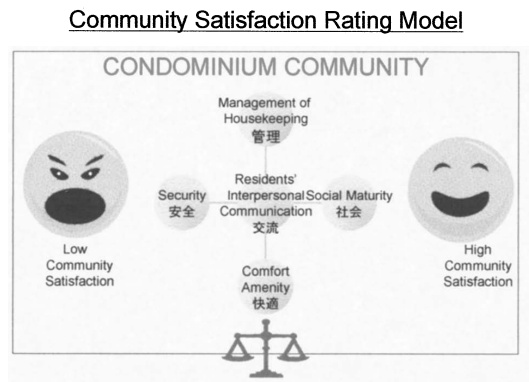 Community Satisfaction Rating Model
CONDOMINIUM COMMUNITY
Management of
Housekeeping
管理
Security
安全
Residents'
Interpersonal
Communication
交流
Social Maturity
社会
Low
Community
Satisfaction
High
Community
Satisfaction
Comfort
Amenity
快適